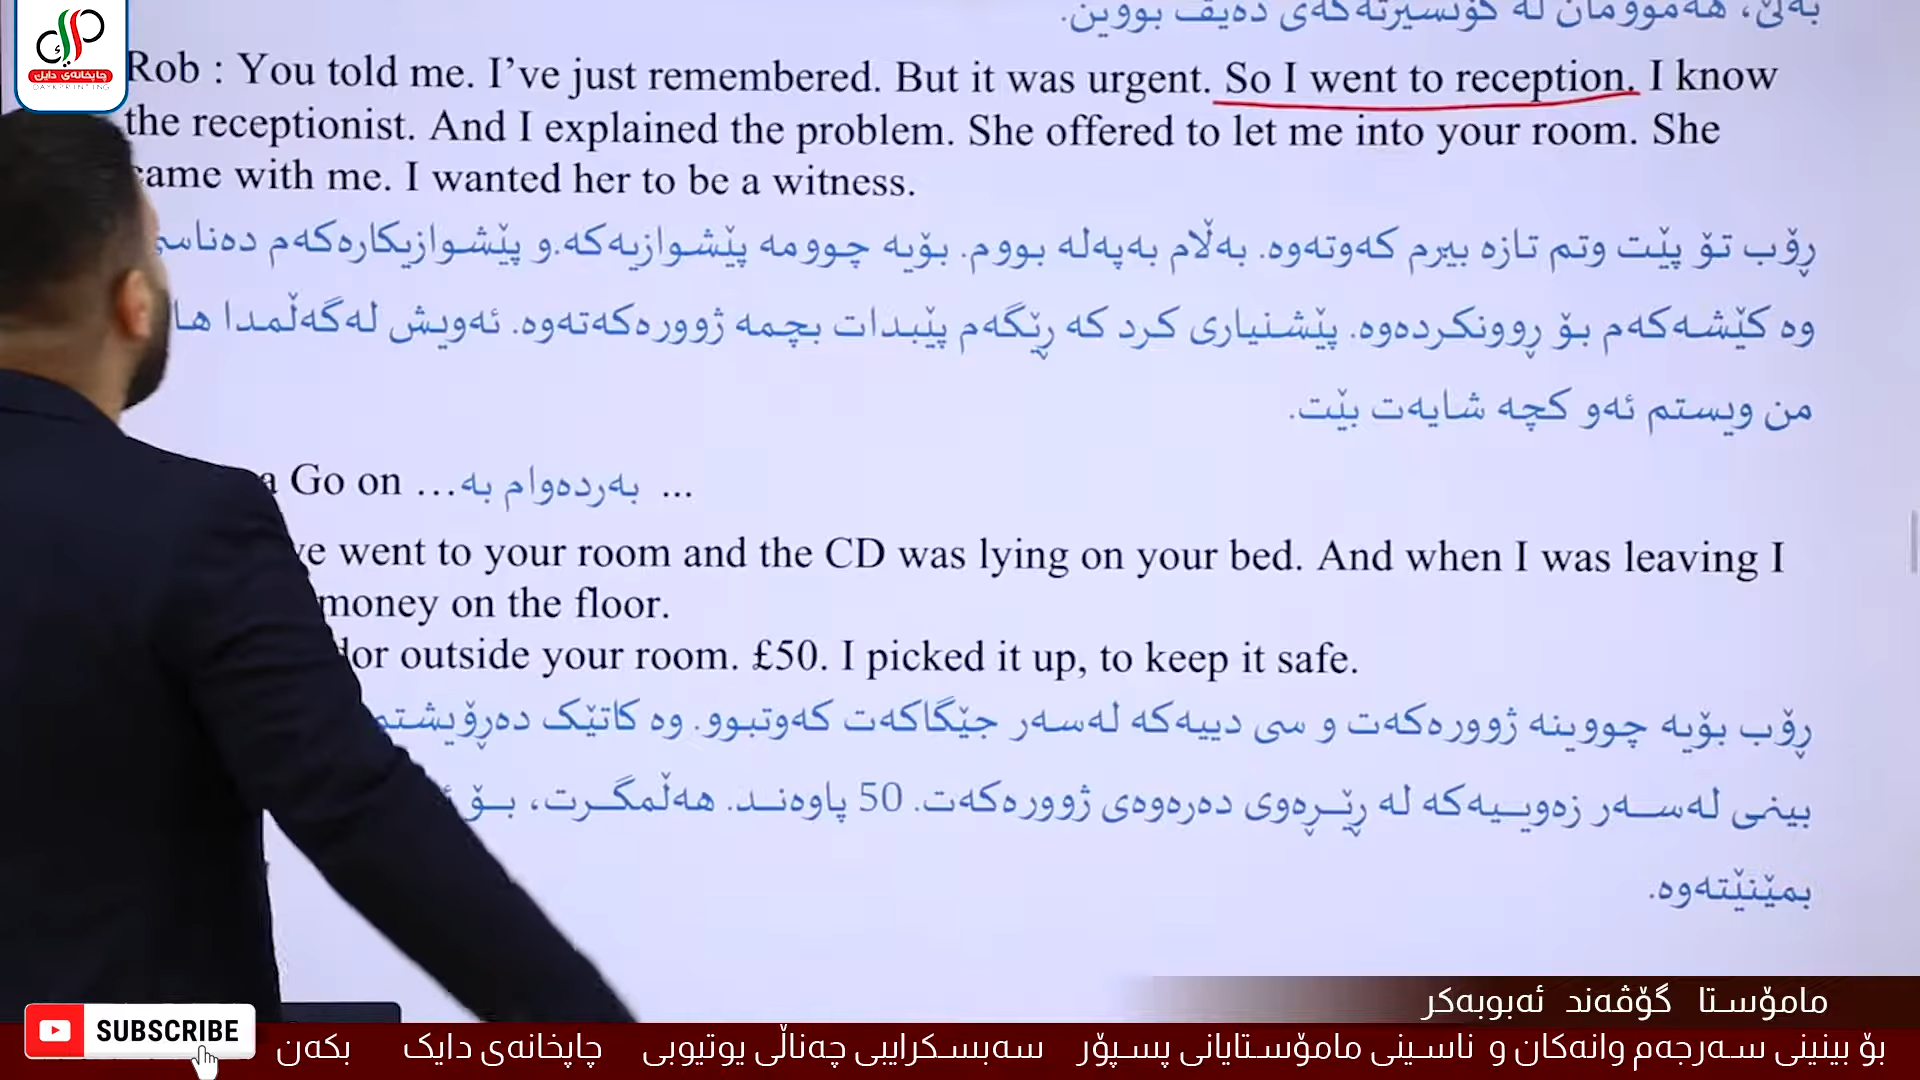 بەڵێ، هەموومان لە کۆنسێرتەکەی دەیڤ بووین.
چاپخانەی دایک
DAYKPRINTING
Rob : You told me. I’ve just remembered. But it was urgent. So I went to reception. I know
the receptionist. And I explained the problem. She offered to let me into your room. She
came with me. I wanted her to be a witness.
ڕۆب تۆ پێت وتم تازە بیرم کەوتەوە. بەڵام بەپەلە بووم. بۆیە چوومە پێشوازیەکە.و پێشوازیکارەکەم دەناسی
وە کێشەکەم بۆ ڕوونکردەوە. پێشنیاری کرد کە ڕێگەم پێبدات بچمە ژوورەکەتەوە. ئەویش لەگەڵمدا ها
من ویستم ئەو کچە شایەت بێت.
a Go on …بەردەوام بە ...
we went to your room and the CD was lying on your bed. And when I was leaving I
money on the floor.
dor outside your room. £50. I picked it up, to keep it safe.
ڕۆب بۆیە چووینە ژوورەکەت و سی دییەکە لەسەر جێگاکەت کەوتبوو. وە کاتێک دەڕۆیشتم
بینی لەسەر زەوییەکە لە ڕێڕەوی دەرەوەی ژوورەکەت. 50 پاوەند. هەڵمگرت، بۆ
بمێنێتەوە.
مامۆستا گۆڤەند ئەبوبەکر
SUBSCRIBE
بۆ بینینی سەرجەم وانەکان و ناسینی مامۆستایانی پسپۆر سەبسکرایبی چەناڵی یوتیوبی چاپخانەی دایک بکەن